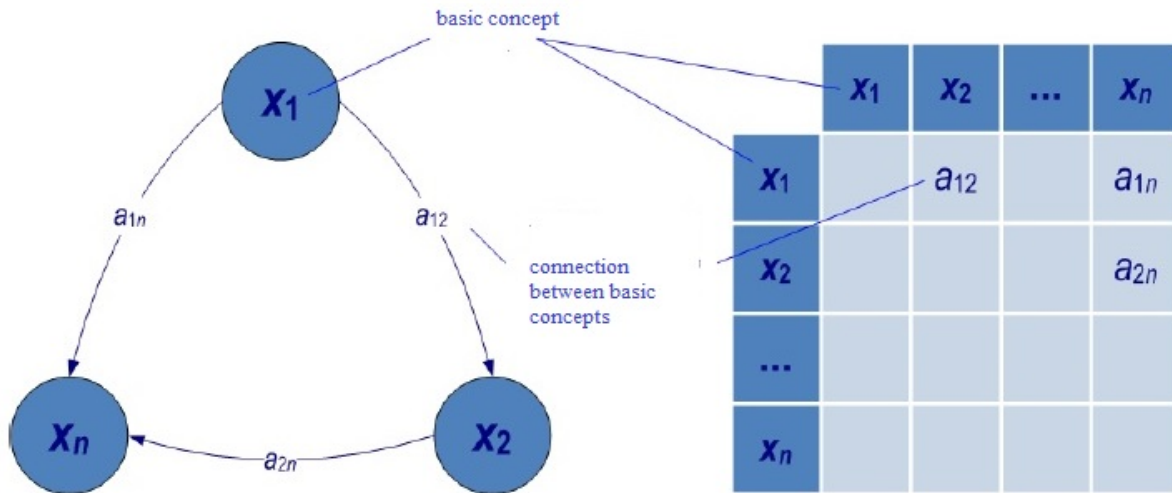 basic concept
x1
a1n
a12
connection
between basic
concepts
xn
a2n
x2
x1 x2 ... xn
x1 a12 a1n
x2 a2n
...
xn